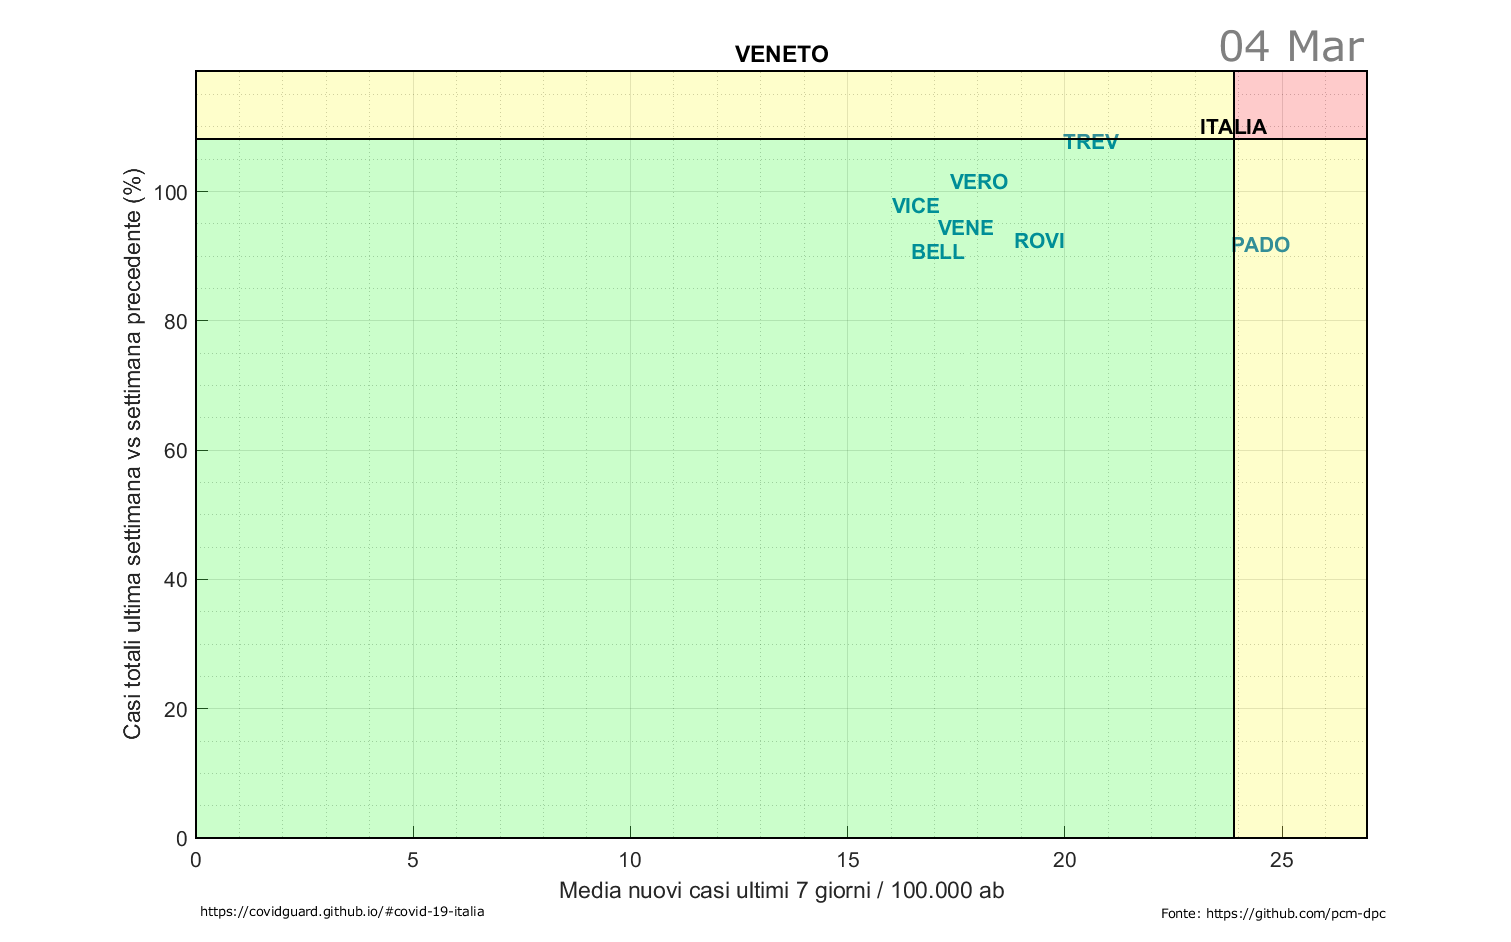 04 Mar
VENETO
ITALIA
TREV
VERO
VICE
VENE
ROVI
BELL
PADO
Casi totali ultima settimana vs settimana precedente (%)
100
80
60
40
20
0
0 5 10 15 20 25
Media nuovi casi ultimi 7 giorni / 100.000 ab
https://covidguard.github.io/#covid-19-italia
Fonte: https://github.com/pcm-dpc